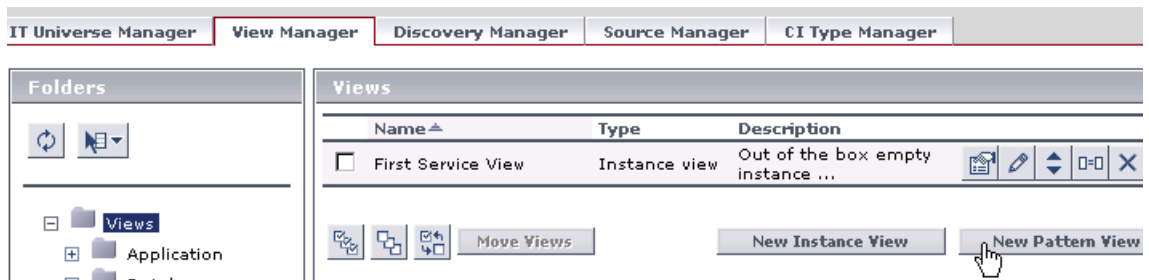 IT Universe Manager View Manager Discovery Manager Source Manager CI Type Manager
Folders
Views
Name Type Description
First Service View Instance view Out of the box empty
instance ...
Views
Application
Move Views New Instance View New Pattern View